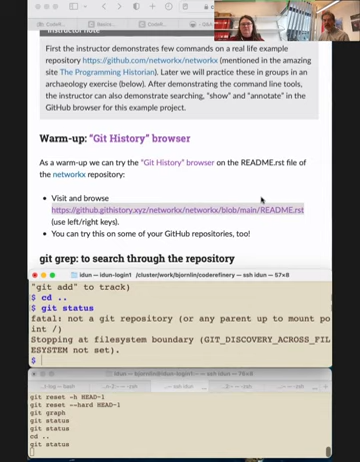 Instructor note
First the instructor demonstrates few commands on a real life example
repository https://github.com/networkx/networkx (mentioned in the amazing
site The Programming Historian). Later we will practice these in groups in an
archaeology exercise (below). After demonstrating the command line tools,
the instructor can also demonstrate searching, “show” and “annotate” in the
GitHub browser for this example project.
Warm-up: “Git History” browser
As a warm-up we can try the “Git History” browser on the README.rst file of
the networkx repository:
• Visit and browse
https://github.githistory.xyz/networkx/networkx/blob/main/README.rst
(use left/right keys).
• You can try this on some of your GitHub repositories, too!
git grep: to search through the repository
idun — idun-login1 /cluster/work/bjornlin/coderefinery — ssh idun — 57×8
"git add" to track)
$ cd ..
$ git status
fatal: not a git repository (or any parent up to mount po
int /)
Stopping at filesystem boundary (GIT_DISCOVERY_ACROSS_FIL
ESYSTEM not set).
$
git reset -h HEAD~1
git reset --hard HEAD~1
git graph
git status
git status
cd ..
git status